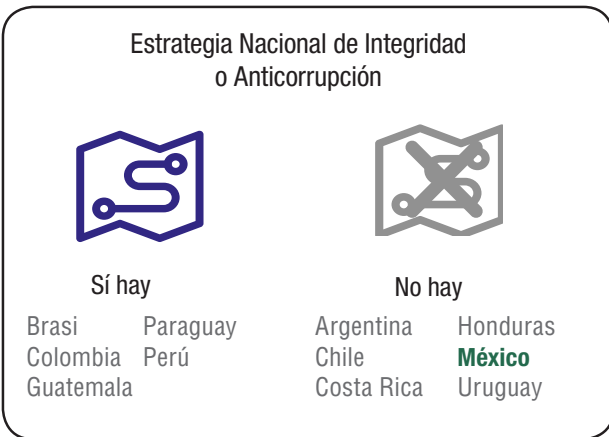 Estrategia Nacional de Integridad
o Anticorrupción
Sí hay
Brasi Paraguay
Colombia Perú
Guatemala
No hay
Argentina Honduras
Chile México
Costa Rica Uruguay